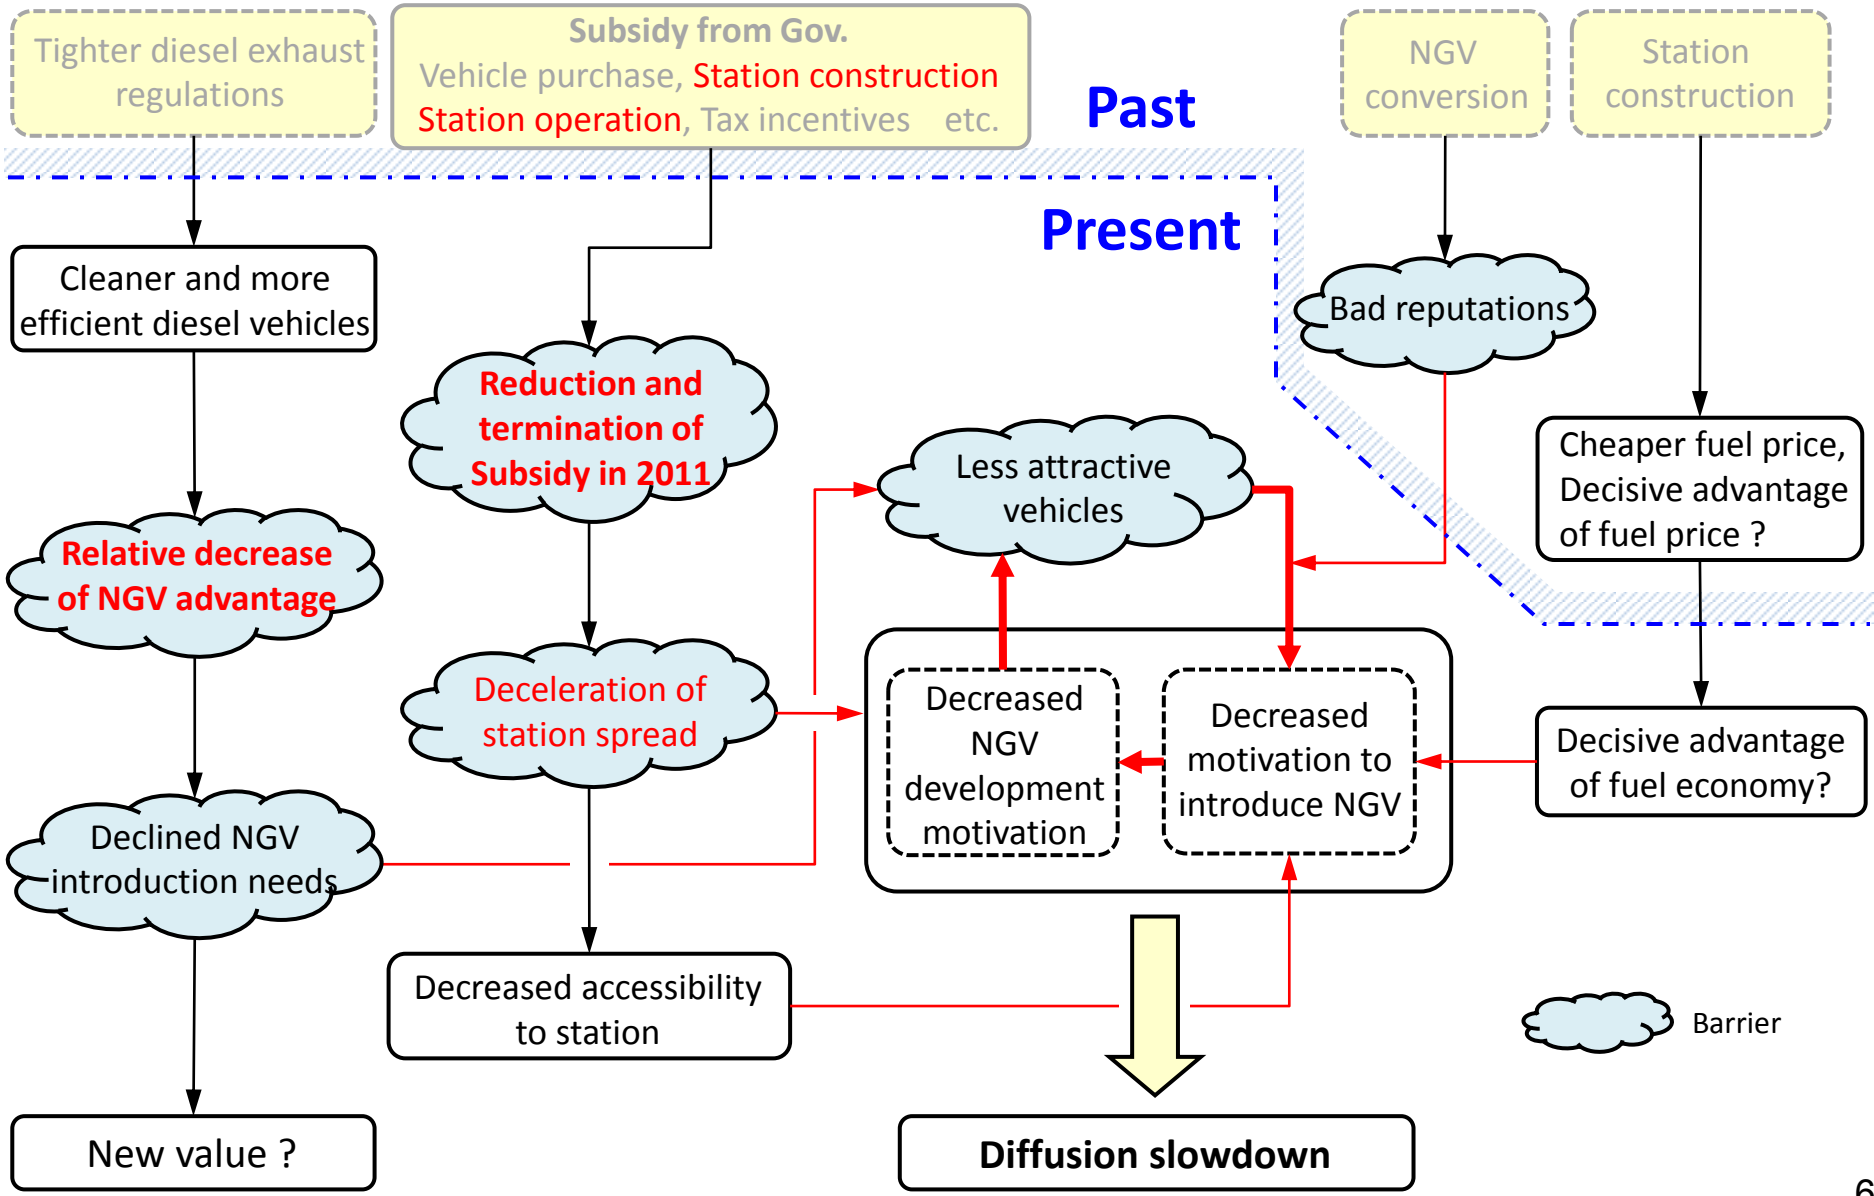 Tighter diesel exhaust
regulations
Subsidy from Gov.
Vehicle purchase, Station construction
Station operation, Tax incentives etc.
Past
NGV
conversion
Station
construction
Present
Cleaner and more
efficient diesel vehicles
Bad reputations
Reduction and
termination of
Subsidy in 2011
Less attractive
vehicles
Cheaper fuel price,
Decisive advantage
of fuel price ?
Relative decrease
of NGV advantage
Deceleration of
station spread
Decreased
NGV
development
motivation
Decreased
motivation to
introduce NGV
Decisive advantage
of fuel economy?
Declined NGV
introduction needs
Decreased accessibility
to station
Barrier
New value ?
Diffusion slowdown
6